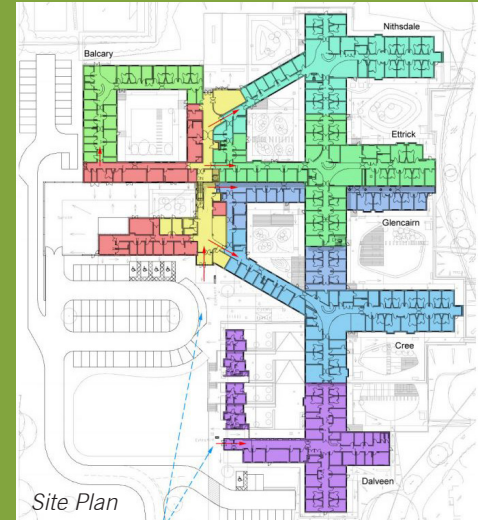 Nithsdale
Balcary
Ettrick
Glencairn
Cree
Dalveen
Site Plan